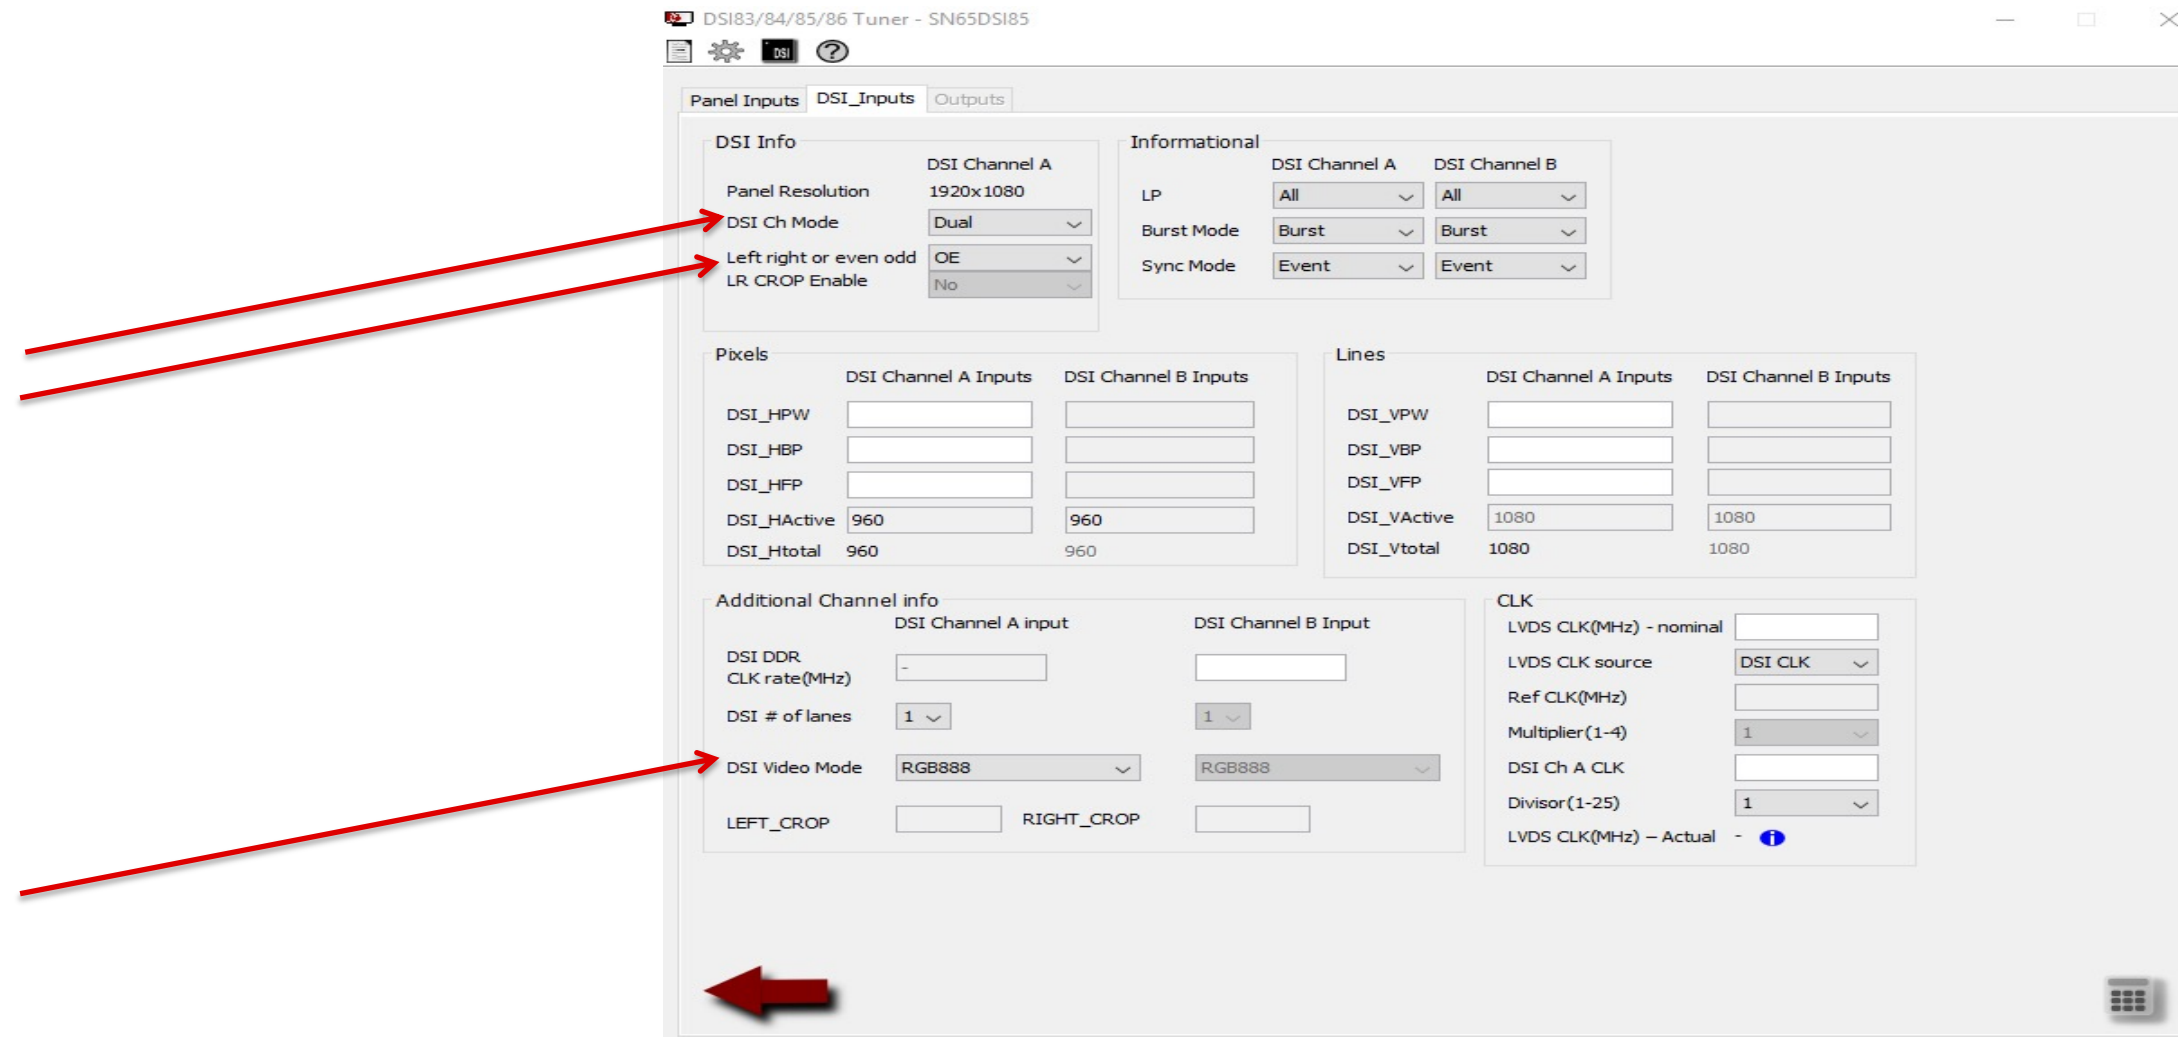 DSI83/84/85/86 Tuner - SN65DSI85
DSI
Panel Inputs DSI_Inputs Outputs
DSI Info
DSI Channel A
Panel Resolution 1920x1080
DSI Ch Mode Dual
Left right or even odd OE
LR CROP Enable No
Informational
DSI Channel A DSI Channel B
LP All All
Burst Mode Burst Burst
Sync Mode Event Event
Pixels
DSI Channel A Inputs DSI Channel B Inputs
DSI_HPW
DSI_HBP
DSI_HFP
DSI_HActive 960 960
DSI_Htotal 960 960
Lines
DSI Channel A Inputs DSI Channel B Inputs
DSI_VPW
DSI_VBP
DSI_VFP
DSI_VActive 1080 1080
DSI_Vtotal 1080 1080
Additional Channel info
DSI Channel A input DSI Channel B Input
DSI DDR
CLK rate(MHz) -
DSI # of lanes 1 1
DSI Video Mode RGB888 RGB888
LEFT_CROP RIGHT_CROP
CLK
LVDS CLK(MHz) - nominal
LVDS CLK source DSI CLK
Ref CLK(MHz)
Multiplier(1-4) 1
DSI Ch A CLK
Divisor(1-25) 1
LVDS CLK(MHz) – Actual -